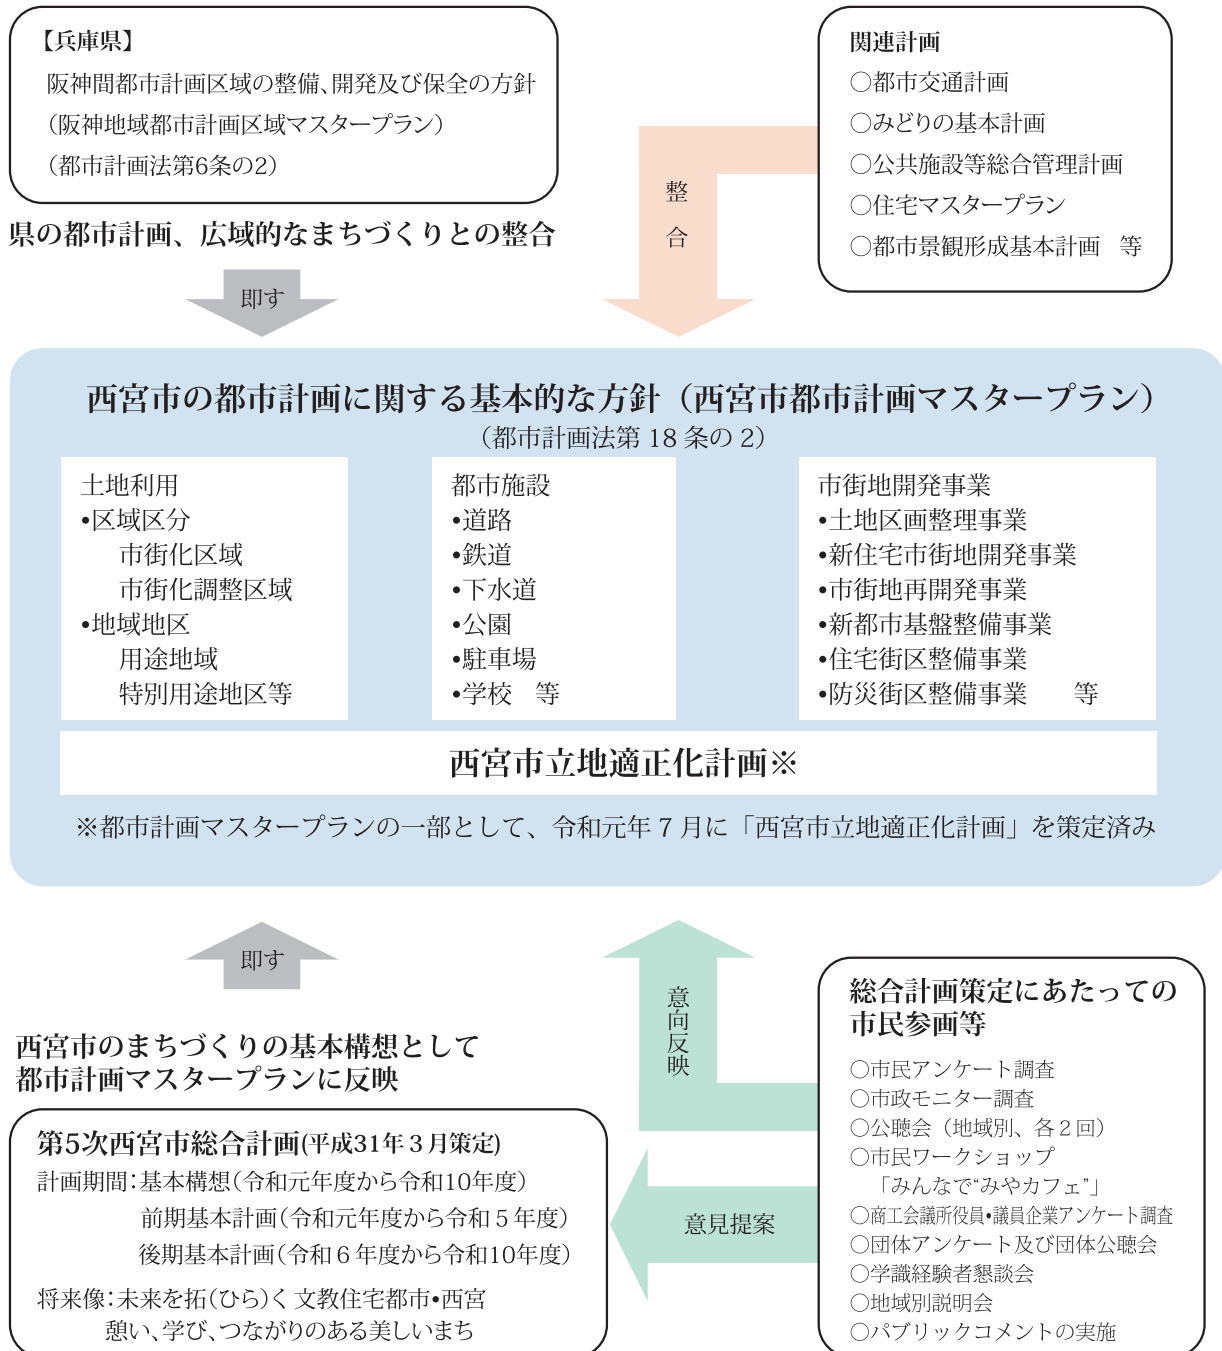 【兵庫県】
阪神間都市計画区域の整備、開発及び保全の方針
（阪神地域都市計画区域マスタープラン）
（都市計画法第6条の2）
県の都市計画、広域的なまちづくりとの整合
即す
関連計画
○都市交通計画
○みどりの基本計画
○公共施設等総合管理計画
○住宅マスタープラン
○都市景観形成基本計画　等
整合
西宮市の都市計画に関する基本的な方針（西宮市都市計画マスタープラン）
（都市計画法第 18 条の 2）
土地利用
•区域区分
市街化区域
市街化調整区域
•地域地区
用途地域
特別用途地区等
都市施設
•道路
•鉄道
•下水道
•公園
•駐車場
•学校　等
市街地開発事業
•土地区画整理事業
•新住宅市街地開発事業
•市街地再開発事業
•新都市基盤整備事業
•住宅街区整備事業
•防災街区整備事業　　等
西宮市立地適正化計画※
※都市計画マスタープランの一部として、令和元年 7 月に「西宮市立地適正化計画」を策定済み
即す
西宮市のまちづくりの基本構想として
都市計画マスタープランに反映
第5次西宮市総合計画(平成31年３月策定)
計画期間：基本構想（令和元年度から令和10年度）
前期基本計画（令和元年度から令和５年度）
後期基本計画（令和６年度から令和10年度）
将来像：未来を拓（ひら）く 文教住宅都市•西宮
憩い、学び、つながりのある美しいまち
意向反映
意見提案
総合計画策定にあたっての
市民参画等
○市民アンケート調査
○市政モニター調査
○公聴会（地域別、各２回）
○市民ワークショップ
「みんなで“みやカフェ”」
○商工会議所役員•議員企業アンケート調査
○団体アンケート及び団体公聴会
○学識経験者懇談会
○地域別説明会
○パブリックコメントの実施